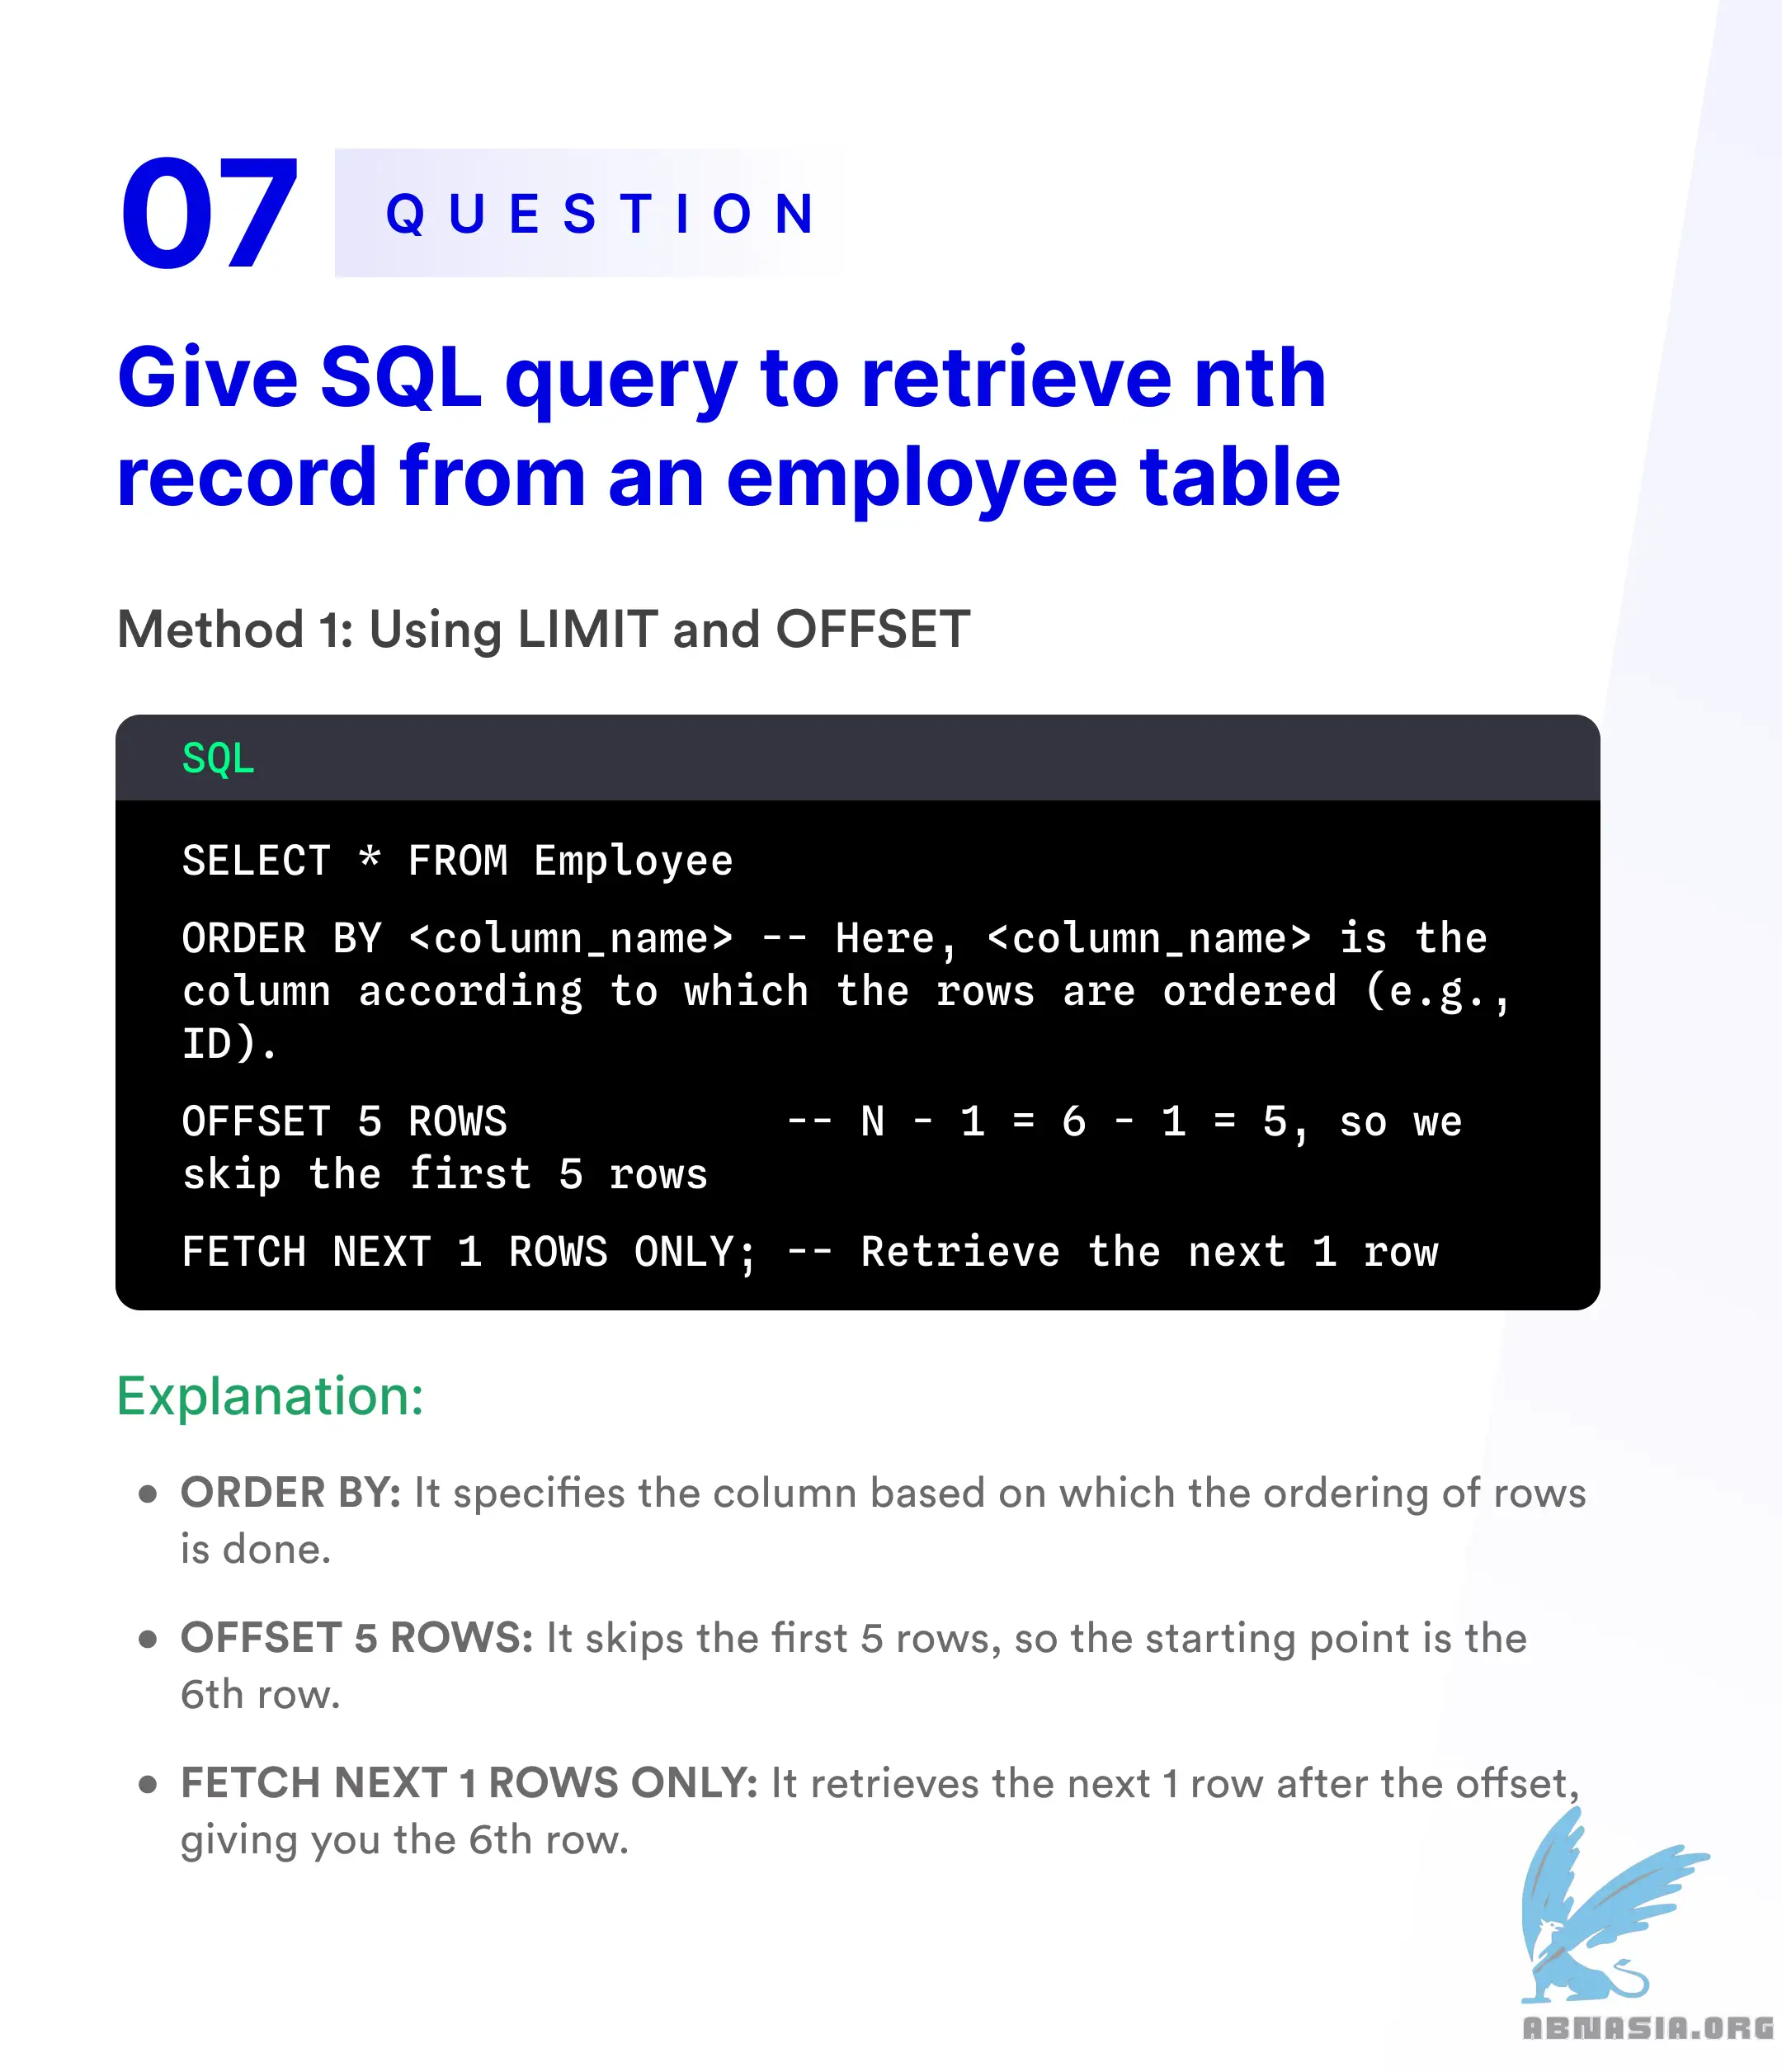 07 QUESTION
Give SQL query to retrieve nth
record from an employee table
Method 1: Using LIMIT and OFFSET
SQL
SELECT * FROM Employee
ORDER BY <column_name> -- Here, <column_name> is the
column according to which the rows are ordered (e.g.,
ID).
OFFSET 5 ROWS           -- N - 1 = 6 - 1 = 5, so we
skip the first 5 rows
FETCH NEXT 1 ROWS ONLY; -- Retrieve the next 1 row
Explanation:
• ORDER BY: It specifies the column based on which the ordering of rows
is done.
• OFFSET 5 ROWS: It skips the first 5 rows, so the starting point is the
6th row.
• FETCH NEXT 1 ROWS ONLY: It retrieves the next 1 row after the offset,
giving you the 6th row.
ABNASIA.ORG